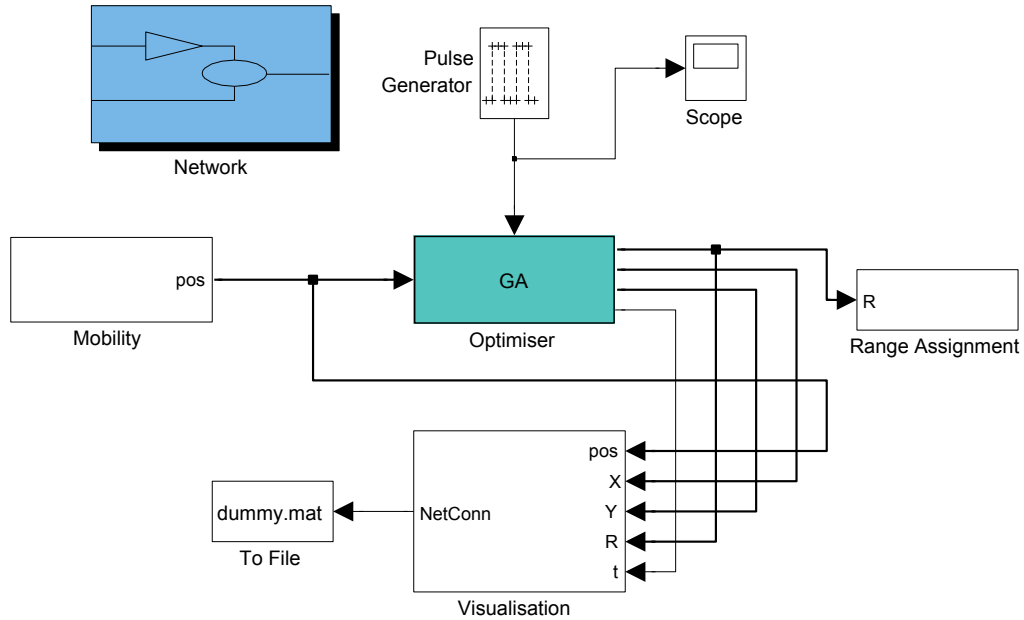 Pulse
Generator
Scope
Network
pos
Mobility
GA
Optimiser
R
Range Assignment
pos
X
Y
R
t
NetConn
Visualisation
dummy.mat
To File